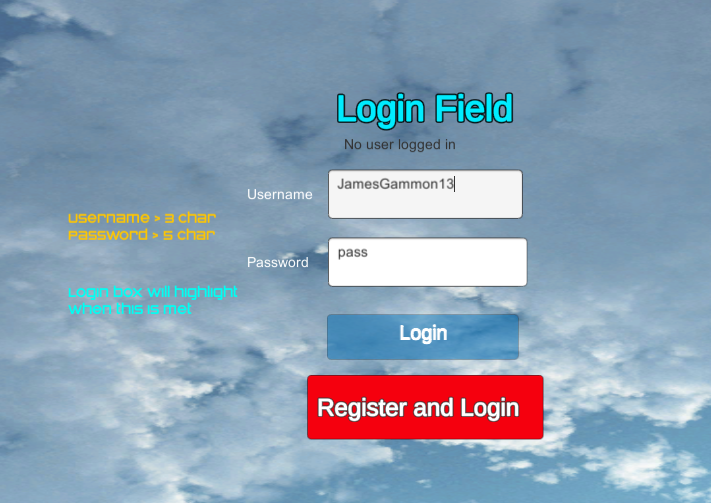 Login Field
No user logged in
Username
JamesGammon13
username > 3 char
Password > 5 char
Password
pass
Login box will highlight
when this is met
Login
Register and Login